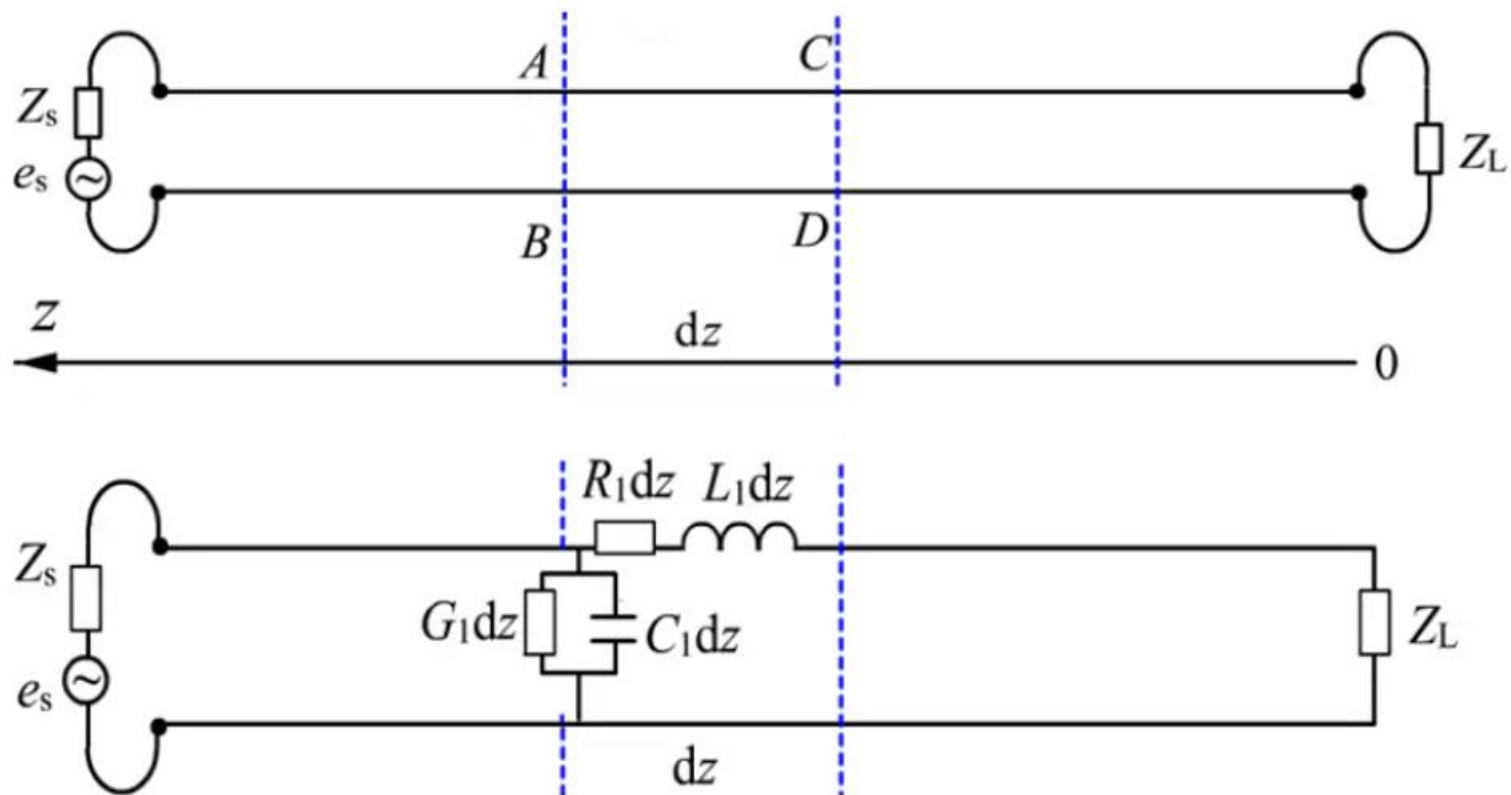 A C
Zs
es
ZL
B D
z
dz
0
R₁dz L₁dz
Zs
G₁dz C₁dz
ZL
es
dz